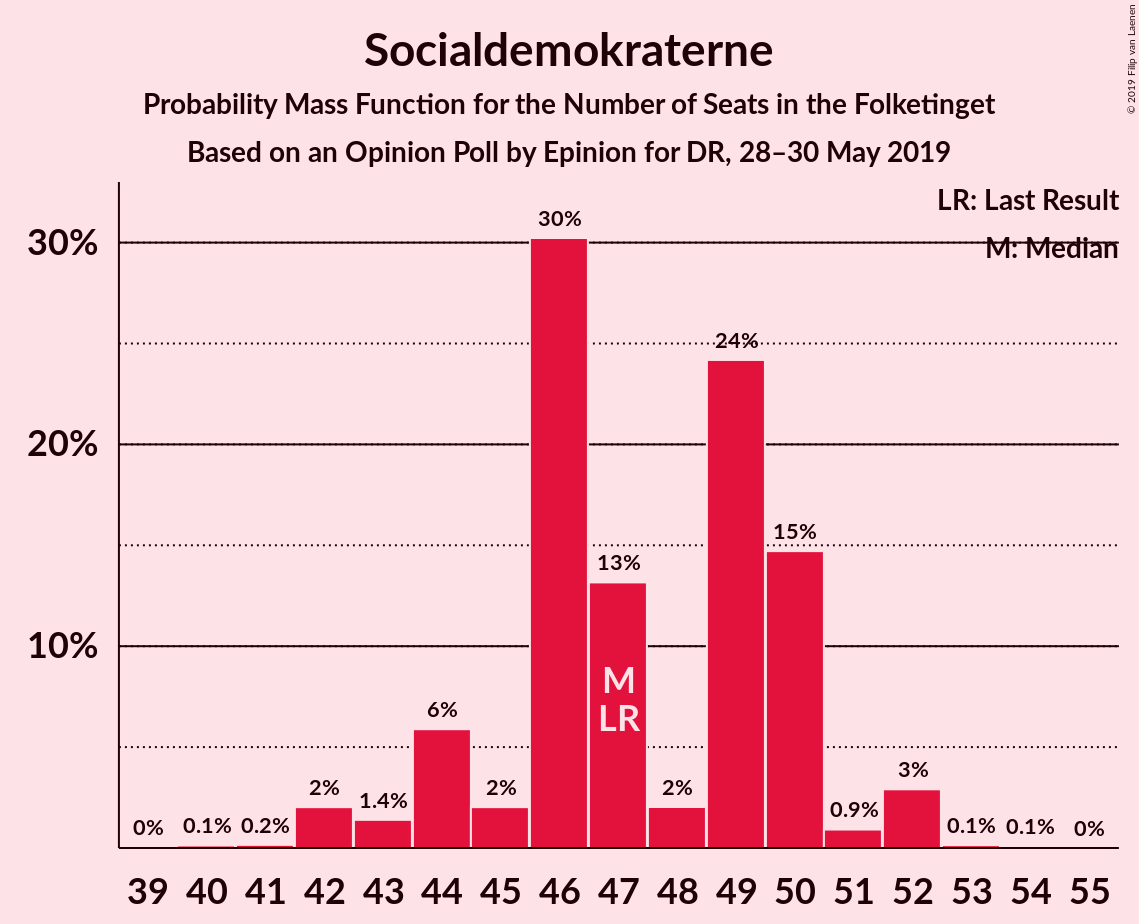 Socialdemokraterne
Probability Mass Function for the Number of Seats in the Folketinget
Based on an Opinion Poll by Epinion for DR, 28–30 May 2019
© 2019 Filip van Laenen
LR: Last Result
M: Median
30%
20%
10%
0% 0.1% 0.2% 2% 1.4% 6% 2% 30% 13% 2% 24% 15% 0.9% 3% 0.1% 0.1% 0%
M
LR
39 40 41 42 43 44 45 46 47 48 49 50 51 52 53 54 55